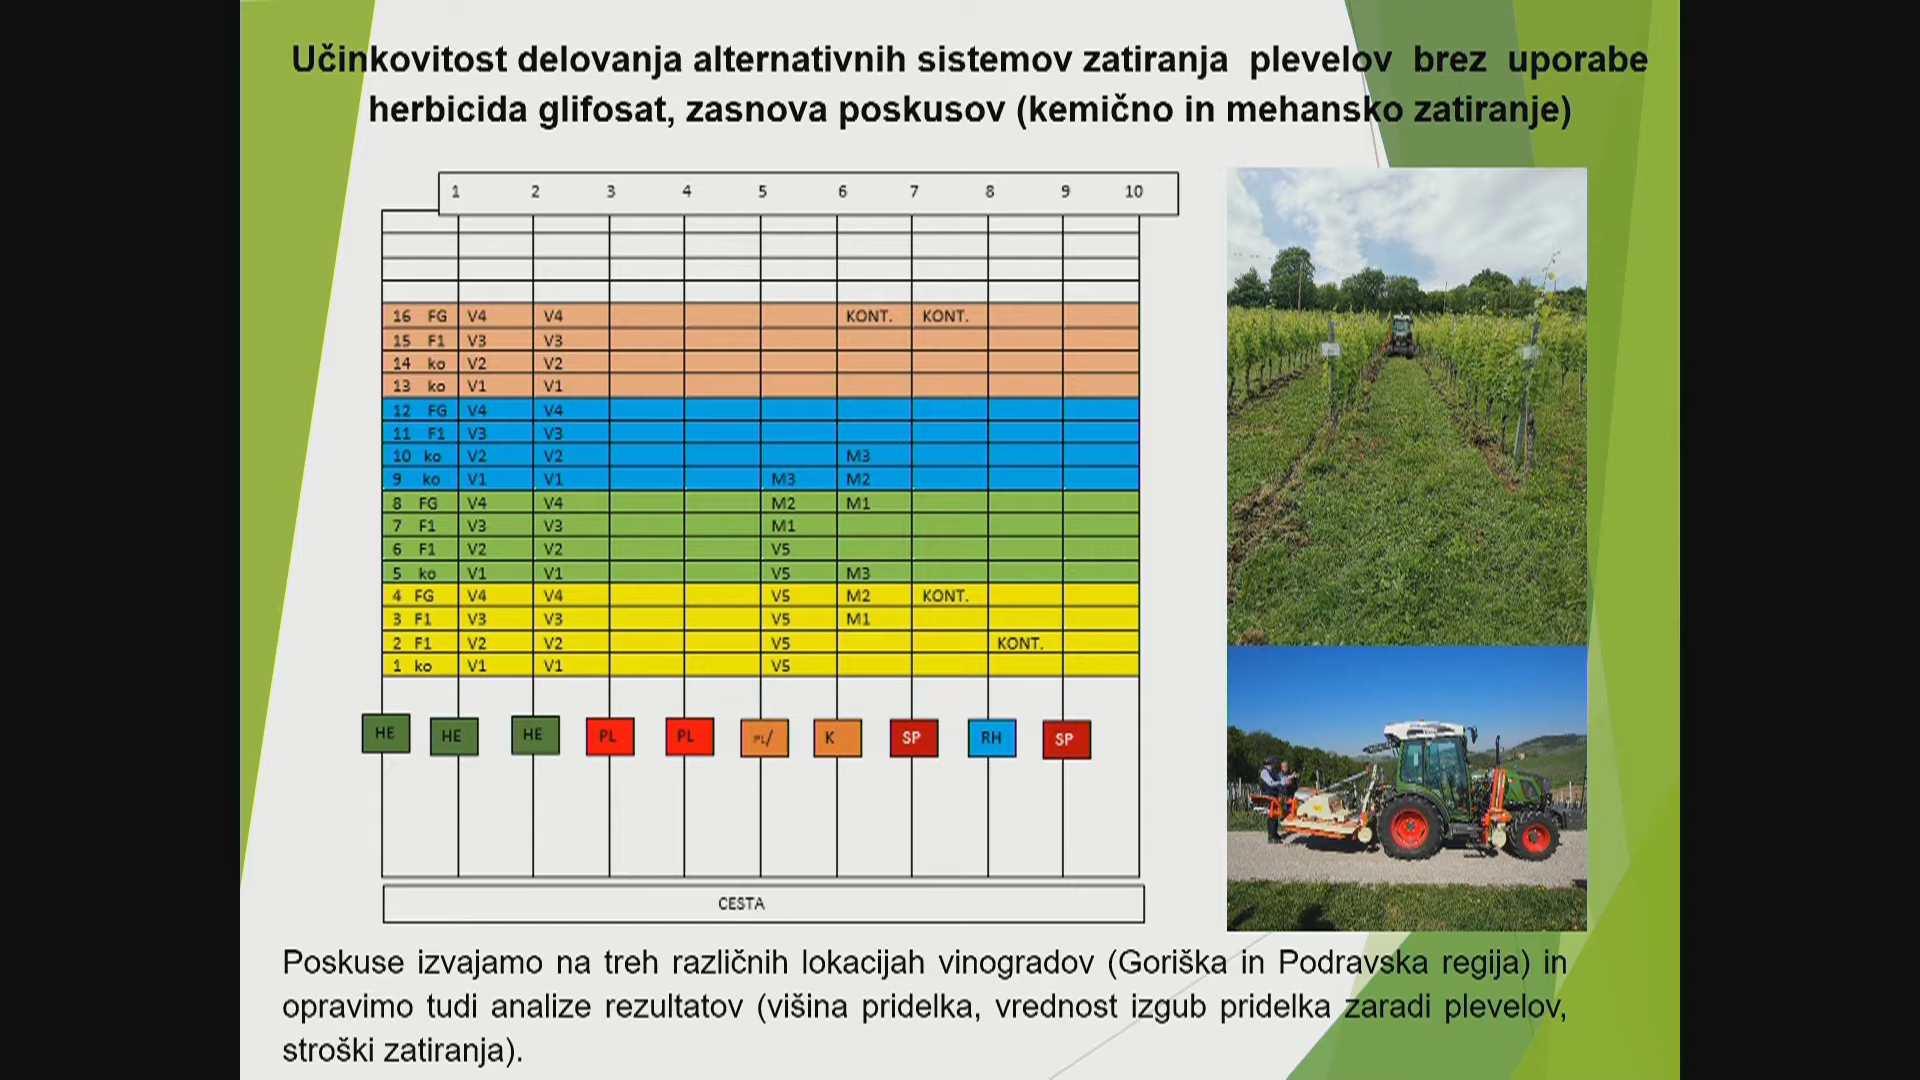 Učinkovitost delovanja alternativnih sistemov zatiranja plevelov brez uporabe
herbicida glifosat, zasnova poskusov (kemično in mehansko zatiranje)
1 2 3 4 5 6 7 8 9 10
16 FG V4 V4 KONT. KONT.
15 F1 V3 V3
14 ko V2 V2
13 ko V1 V1
12 FG V4 V4
11 F1 V3 V3
10 ko V2 V2 M3
9 ko V1 V1 M3 M2
8 FG V4 V4 M2 M1
7 F1 V3 V3 M1
6 F1 V2 V2 V5
5 ko V1 V1 V5 M3
4 FG V4 V4 V5 M2 KONT.
3 F1 V3 V3 V5 M1
2 F1 V2 V2 V5 KONT.
1 ko V1 V1 V5
HE HE HE PL PL PL/ K SP RH SP
CESTA
Poskuse izvajamo na treh različnih lokacijah vinogradov (Goriška in Podravska regija) in
opravimo tudi analize rezultatov (višina pridelka, vrednost izgub pridelka zaradi plevelov,
stroški zatiranja).